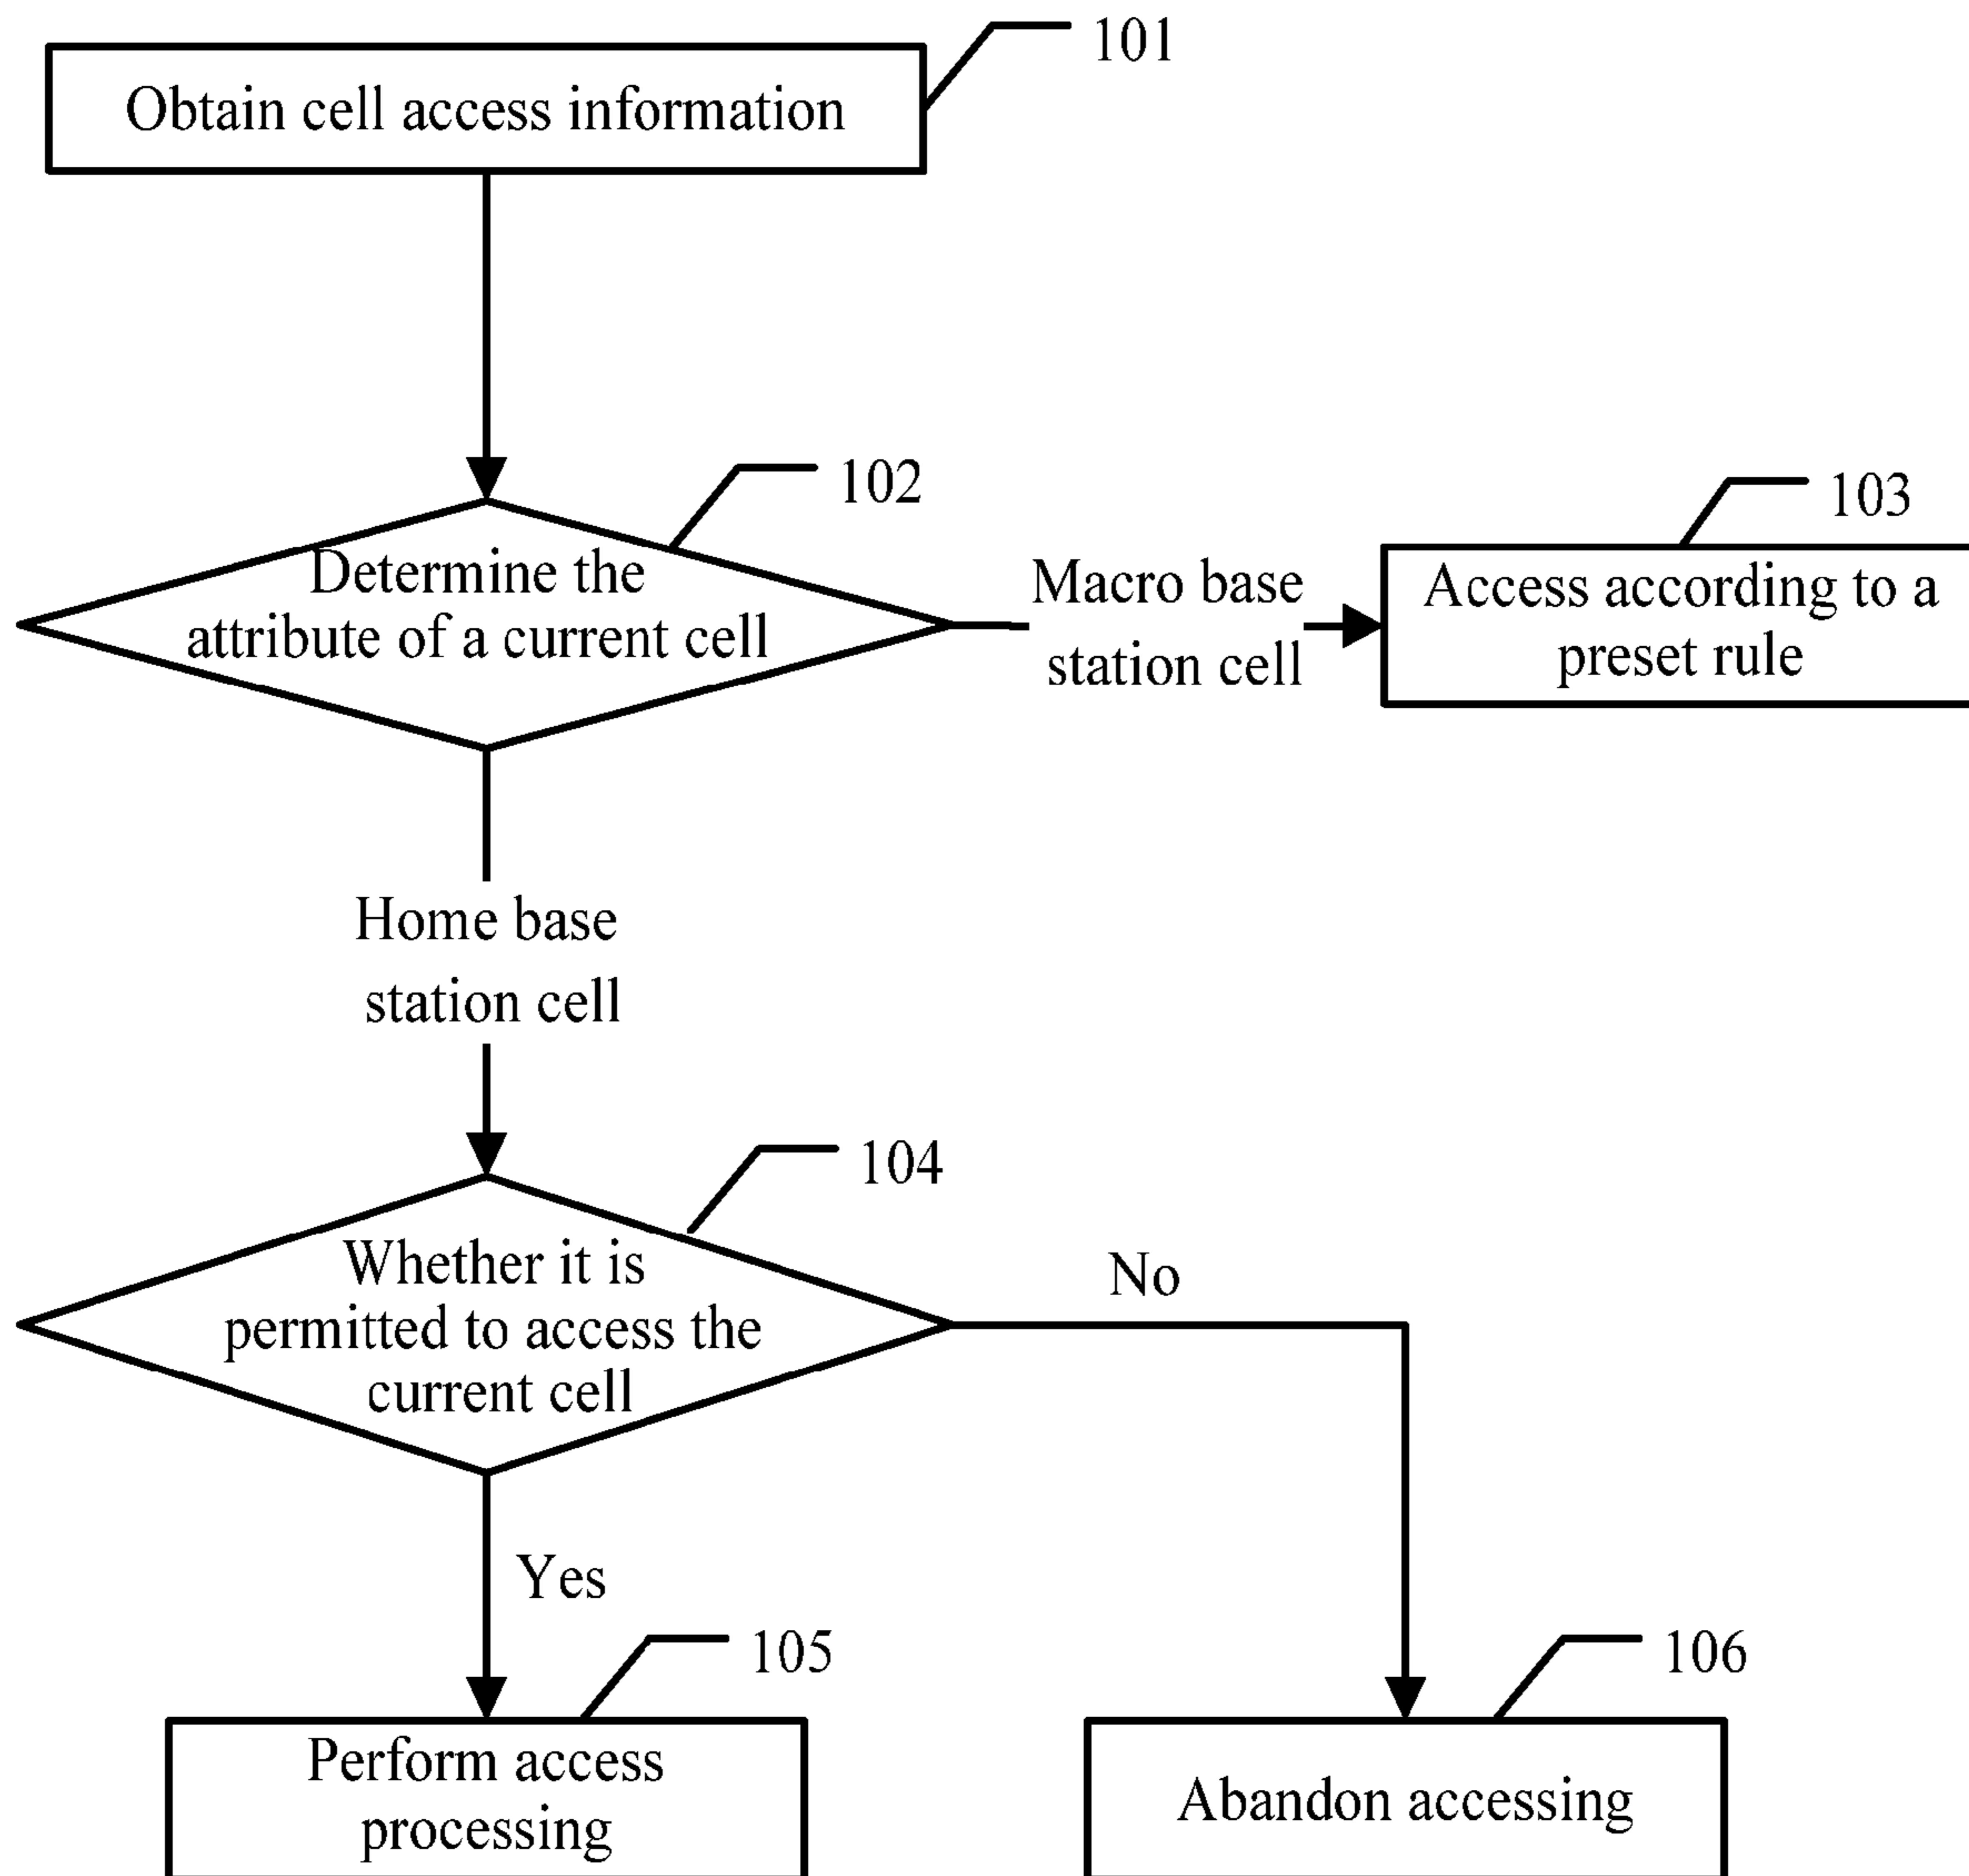 101
Obtain cell access information
102
Determine the
attribute of a current cell
Macro base
station cell
103
Access according to a
preset rule
Home base
station cell
104
Whether it is
permitted to access the
current cell
No
Yes
105
Perform access
processing
106
Abandon accessing